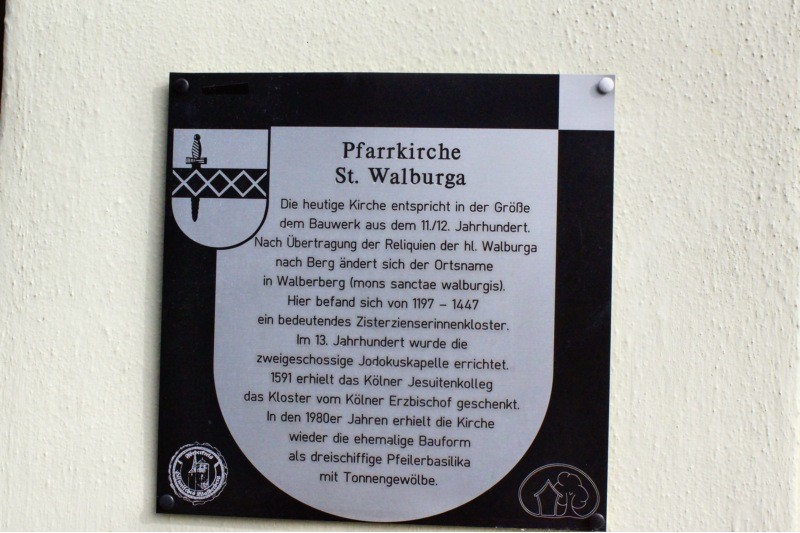 Pfarrkirche
St. Walburga
Die heutige Kirche entspricht in der Größe
dem Bauwerk aus dem 11./12. Jahrhundert.
Nach Übertragung der Reliquien der hl. Walburga
nach Berg ändert sich der Ortsname
in Walberberg (mons sanctae walburgis).
Hier befand sich von 1197 – 1447
ein bedeutendes Zisterzienserinnenkloster.
Im 13. Jahrhundert wurde die
zweigeschossige Jodokuskapelle errichtet.
1591 erhielt das Kölner Jesuitenkolleg
das Kloster vom Kölner Erzbischof geschenkt.
In den 1980er Jahren erhielt die Kirche
wieder die ehemalige Bauform
als dreischiffige Pfeilerbasilika
mit Tonnengewölbe.